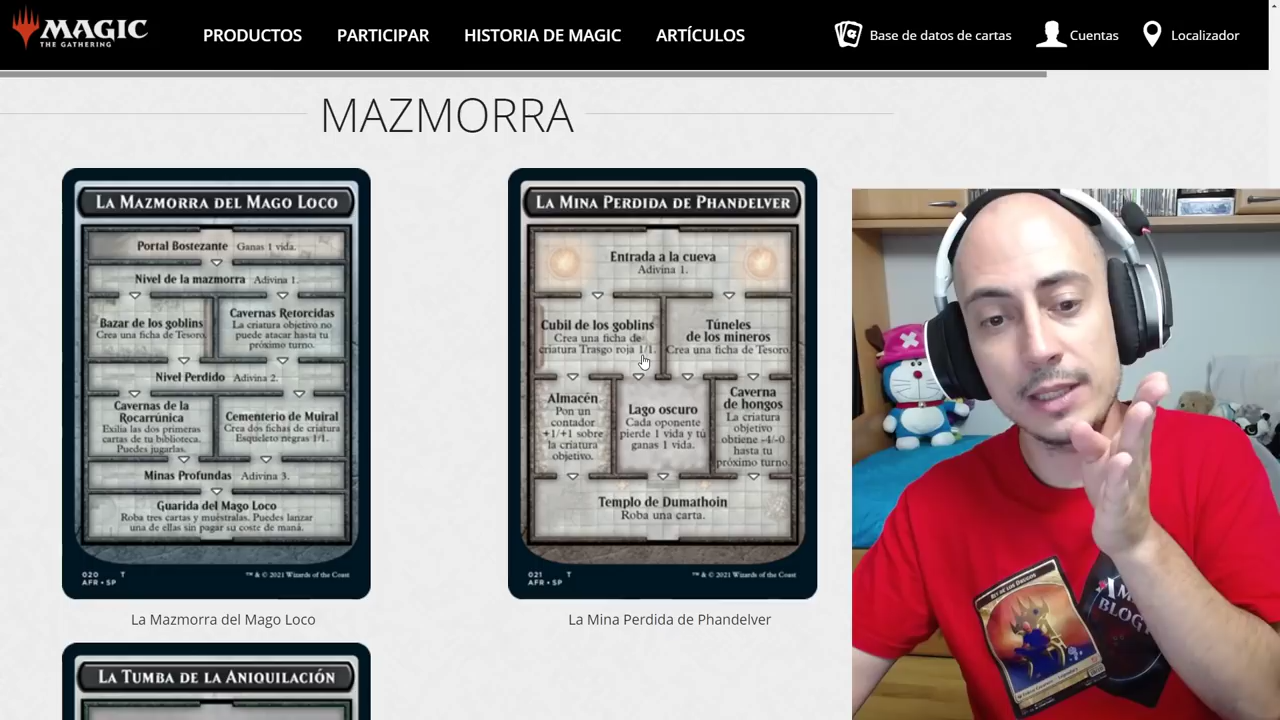 MAGIC
THE GATHERING
PRODUCTOS
PARTICIPAR
HISTORIA DE MAGIC
ARTÍCULOS
Base de datos de cartas
Cuentas
Localizador
MAZMORRA
LA MAZMORRA DEL MAGO LOCO
Portal Bostezante Ganas 1 vida.
Nivel de la mazmorra Adivina 1.
Bazar de los goblins
Crea una ficha de Tesoro.
Cavernas Retorcidas
La criatura objetivo no
puede atacar hasta tu
próximo turno.
Nivel Perdido Adivina 2.
Cavernas de la
Rocarrúnica
Exilia las dos primeras
cartas de tu biblioteca.
Puedes jugarlas.
Cementerio de Muiral
Crea dos fichas de criatura
Esqueleto negras 1/1.
Minas Profundas Adivina 3.
Guarida del Mago Loco
Roba tres cartas y muéstralas. Puedes lanzar
una de ellas sin pagar su coste de maná.
020 T
AFR • SP
™ & © 2021 Wizards of the Coast
La Mazmorra del Mago Loco
LA MINA PERDIDA DE PHANDELVER
Entrada a la cueva
Adivina 1.
Cubil de los goblins
Crea una ficha de
criatura Trasgo roja 1/1.
Túneles
de los mineros
Crea una ficha de Tesoro.
Almacén
Pon un
contador
+1/+1 sobre
la criatura
objetivo.
Lago oscuro
Cada oponente
pierde 1 vida y tú
ganas 1 vida.
Caverna
de hongos
La criatura
objetivo
obtiene -4/-0
hasta tu
próximo turno.
Templo de Dumathoin
Roba una carta.
021 T
AFR • SP
™ & © 2021 Wizards of the Coast
La Mina Perdida de Phandelver
LA TUMBA DE LA ANIQUILACIÓN
REY DE LOS DRUGOS
BLOG